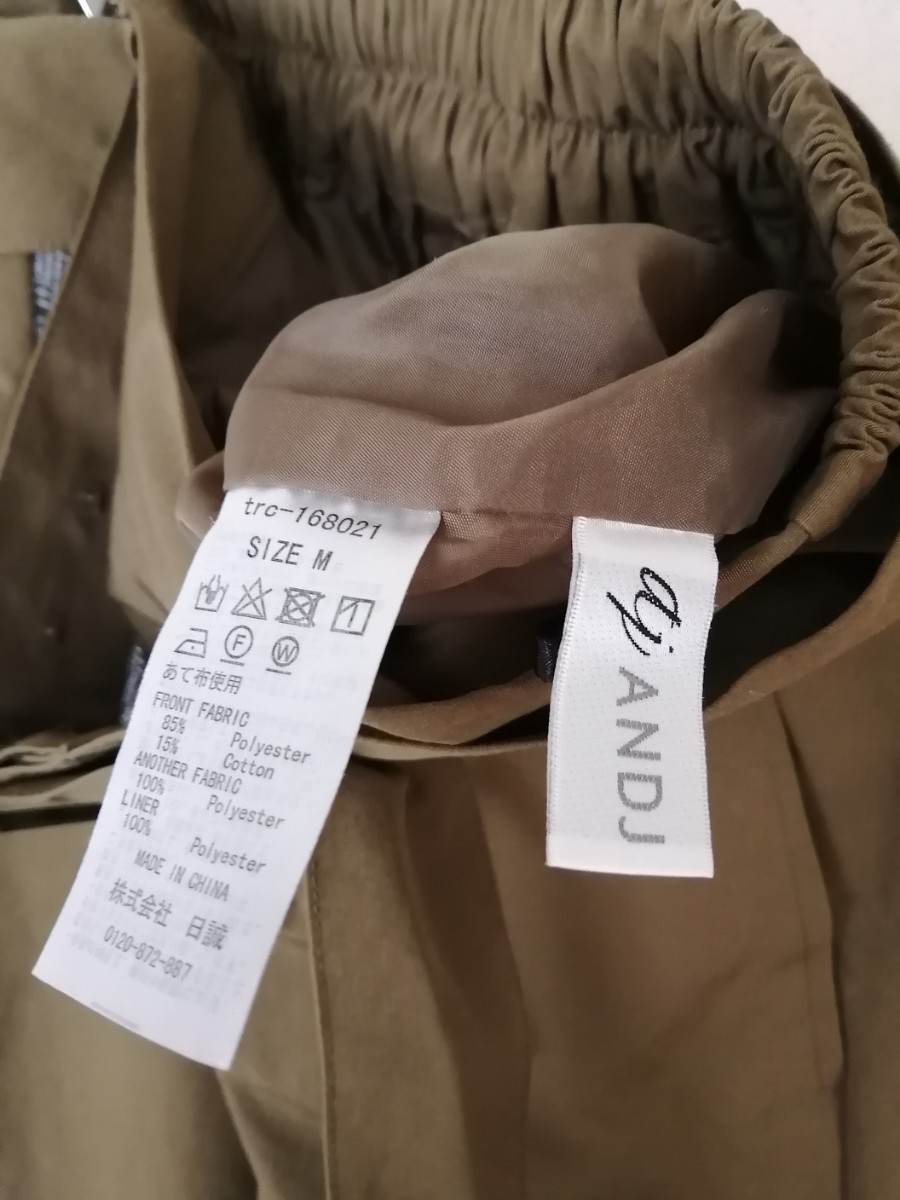 trc-168021
SIZE M
F W
あて布使用
FRONT FABRIC
85% Polyester
15% Cotton
ANOTHER FABRIC
100% Polyester
LINER
100% Polyester
MADE IN CHINA
株式会社 日誠
0120-872-887
aj
ANDJ